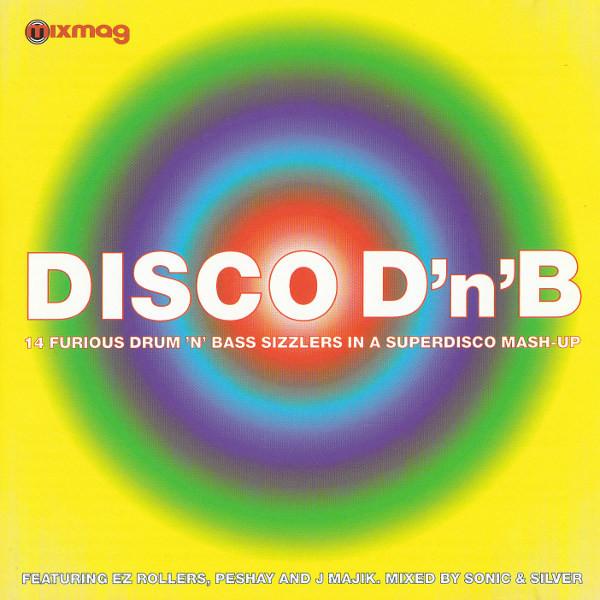 mixmag
DISCO D'n'B
14 FURIOUS DRUM 'N' BASS SIZZLERS IN A SUPERDISCO MASH-UP
FEATURING EZ ROLLERS, PESHAY AND J MAJIK. MIXED BY SONIC & SILVER